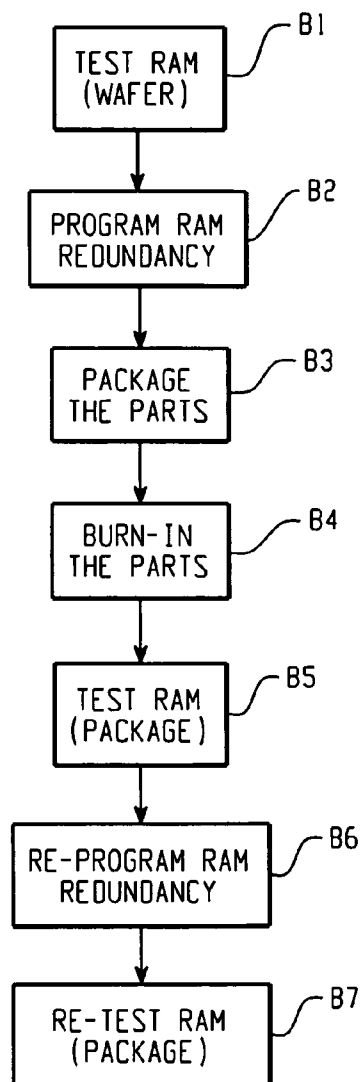 B1
TEST RAM
(WAFER)
B2
PROGRAM RAM
REDUNDANCY
B3
PACKAGE
THE PARTS
B4
BURN-IN
THE PARTS
B5
TEST RAM
(PACKAGE)
B6
RE-PROGRAM RAM
REDUNDANCY
B7
RE-TEST RAM
(PACKAGE)